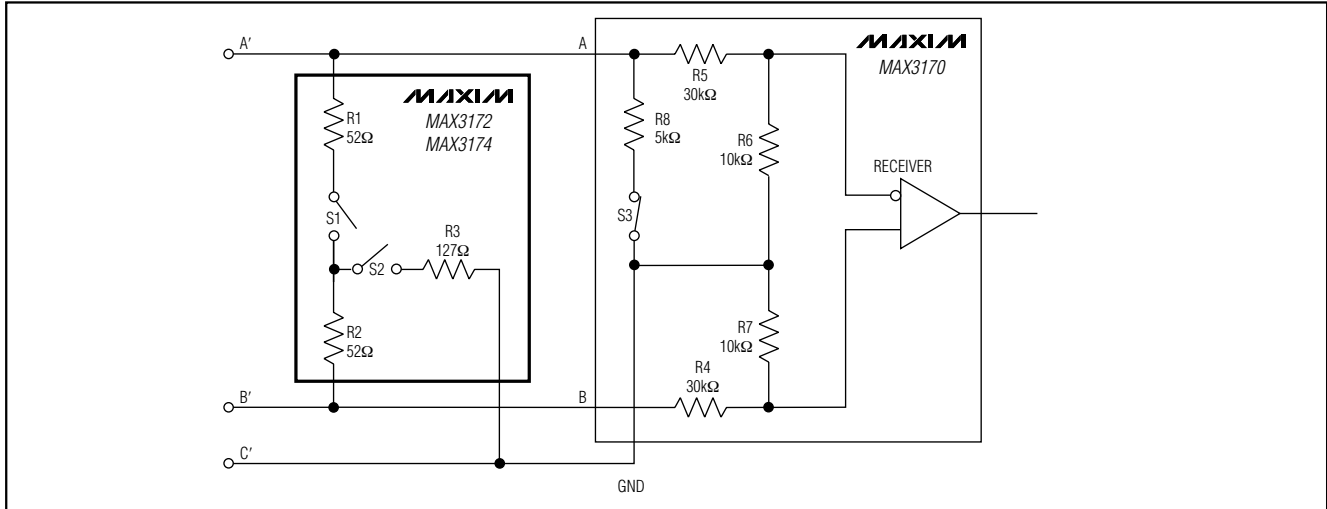 A′
A
MAXIM
MAX3170
R5
30kΩ
MAXIM
MAX3172
MAX3174
R1
52Ω
R8
5kΩ
R6
10kΩ
RECEIVER
S1
S3
R3
127Ω
S2
R2
52Ω
R7
10kΩ
R4
30kΩ
B′
B
C′
GND